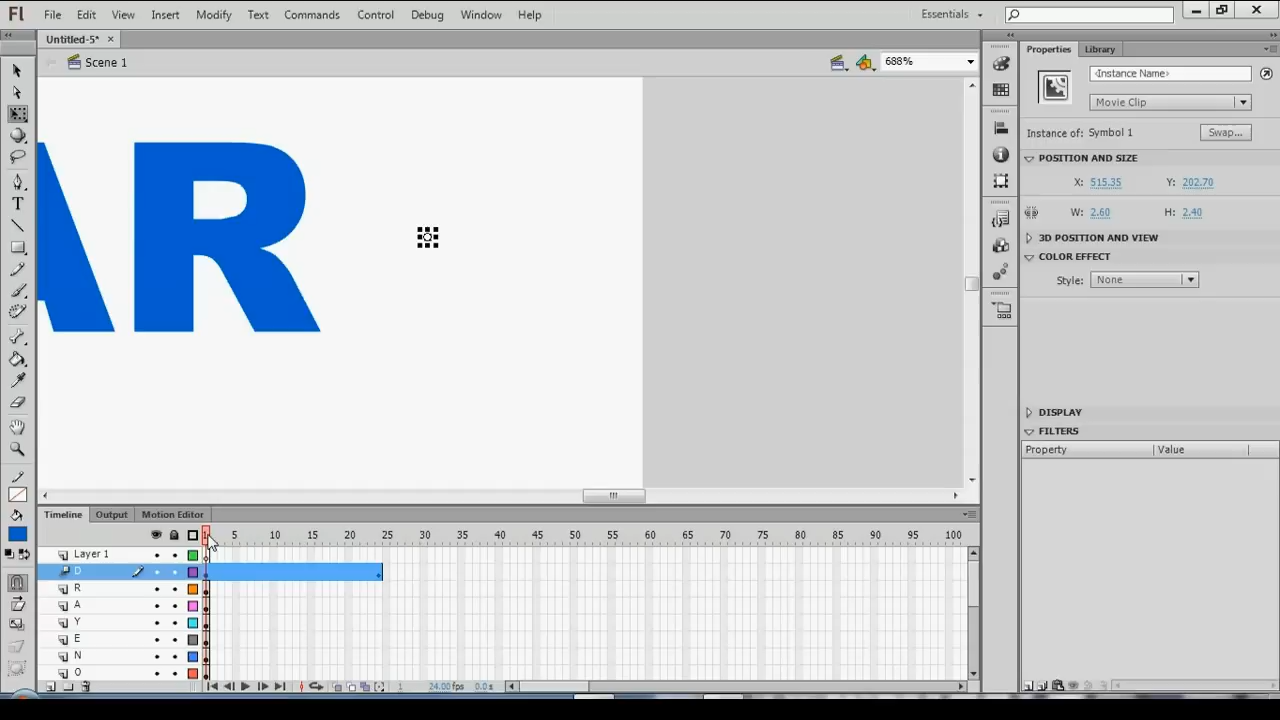 Fl File Edit View Insert Modify Text Commands Control Debug Window Help Essentials
Untitled-5* ×
Properties Library
Scene 1
688%
<Instance Name>
Movie Clip
Instance of: Symbol 1 Swap...
POSITION AND SIZE
X: 515.35 Y: 202.70
W: 2.60 H: 2.40
3D POSITION AND VIEW
COLOR EFFECT
Style: None
DISPLAY
FILTERS
Property Value
AR
Timeline Output Motion Editor
1 5 10 15 20 25 30 35 40 45 50 55 60 65 70 75 80 85 90 95 100
Layer 1
D
R
A
Y
E
N
O
1 24.00 fps 0.0 s